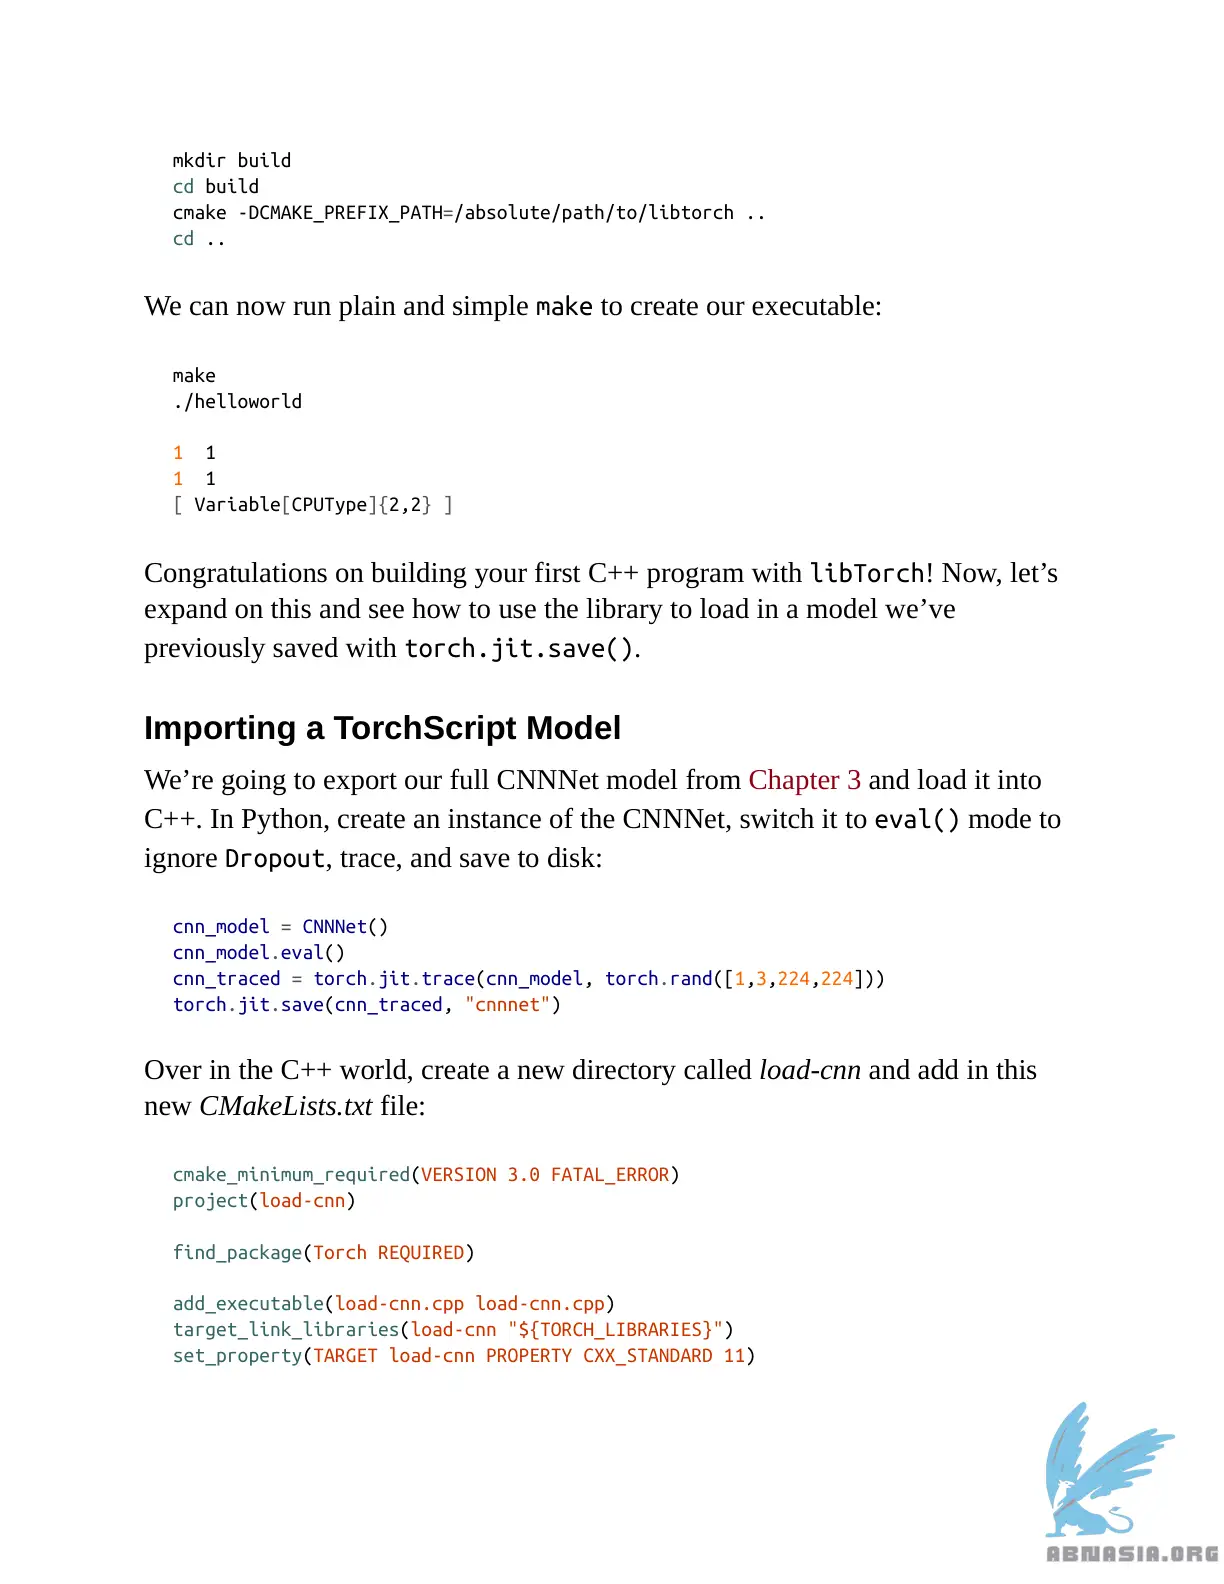 mkdir build
cd build
cmake -DCMAKE_PREFIX_PATH=/absolute/path/to/libtorch ..
cd ..
We can now run plain and simple make to create our executable:
make
./helloworld
1  1
1  1
[ Variable[CPUType]{2,2} ]
Congratulations on building your first C++ program with libTorch! Now, let’s
expand on this and see how to use the library to load in a model we’ve
previously saved with torch.jit.save().
Importing a TorchScript Model
We’re going to export our full CNNNet model from Chapter 3 and load it into
C++. In Python, create an instance of the CNNNet, switch it to eval() mode to
ignore Dropout, trace, and save to disk:
cnn_model = CNNNet()
cnn_model.eval()
cnn_traced = torch.jit.trace(cnn_model, torch.rand([1,3,224,224]))
torch.jit.save(cnn_traced, "cnnnet")
Over in the C++ world, create a new directory called load-cnn and add in this
new CMakeLists.txt file:
cmake_minimum_required(VERSION 3.0 FATAL_ERROR)
project(load-cnn)
find_package(Torch REQUIRED)
add_executable(load-cnn.cpp load-cnn.cpp)
target_link_libraries(load-cnn "${TORCH_LIBRARIES}")
set_property(TARGET load-cnn PROPERTY CXX_STANDARD 11)
ABNASIA.ORG